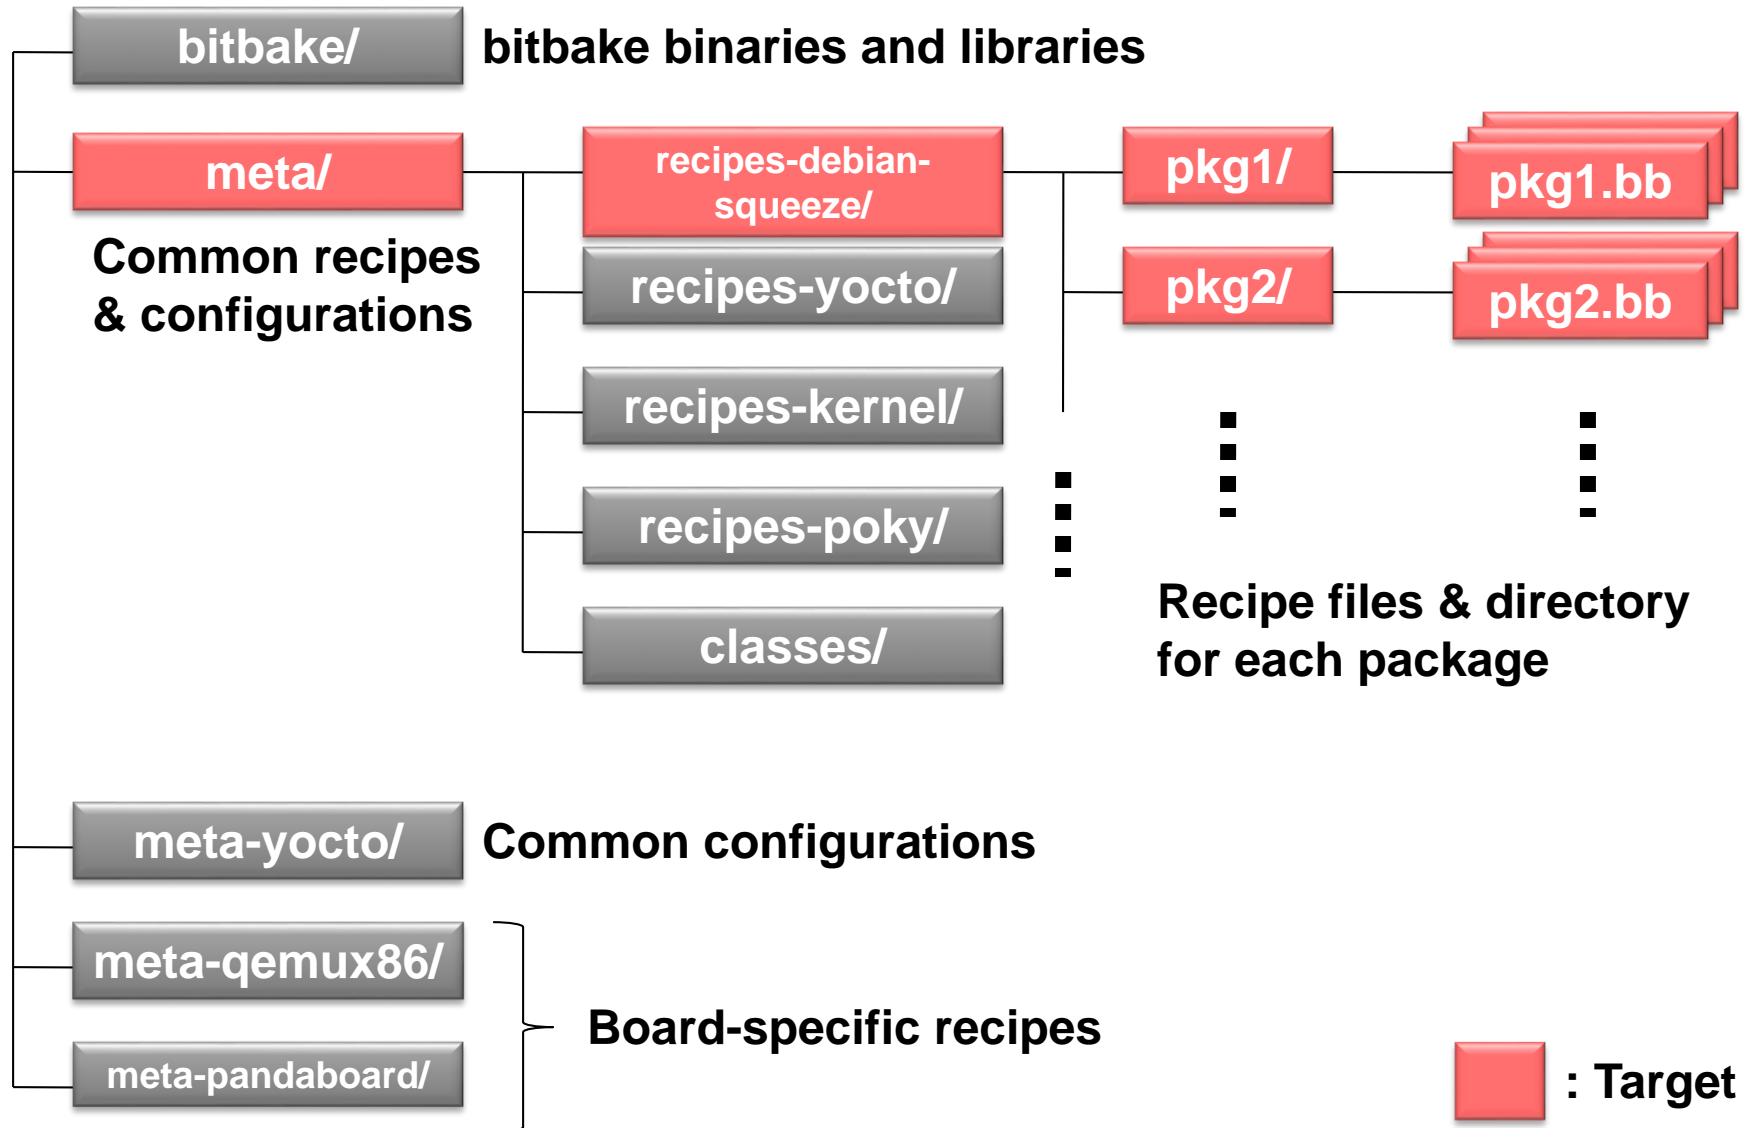 bitbake/
bitbake binaries and libraries
meta/
recipes-debian-
squeeze/
pkg1/
pkg1.bb
Common recipes
& configurations
recipes-yocto/
pkg2/
pkg2.bb
recipes-kernel/
recipes-poky/
Recipe files & directory
for each package
classes/
meta-yocto/
Common configurations
meta-qemux86/
Board-specific recipes
meta-pandaboard/
: Target